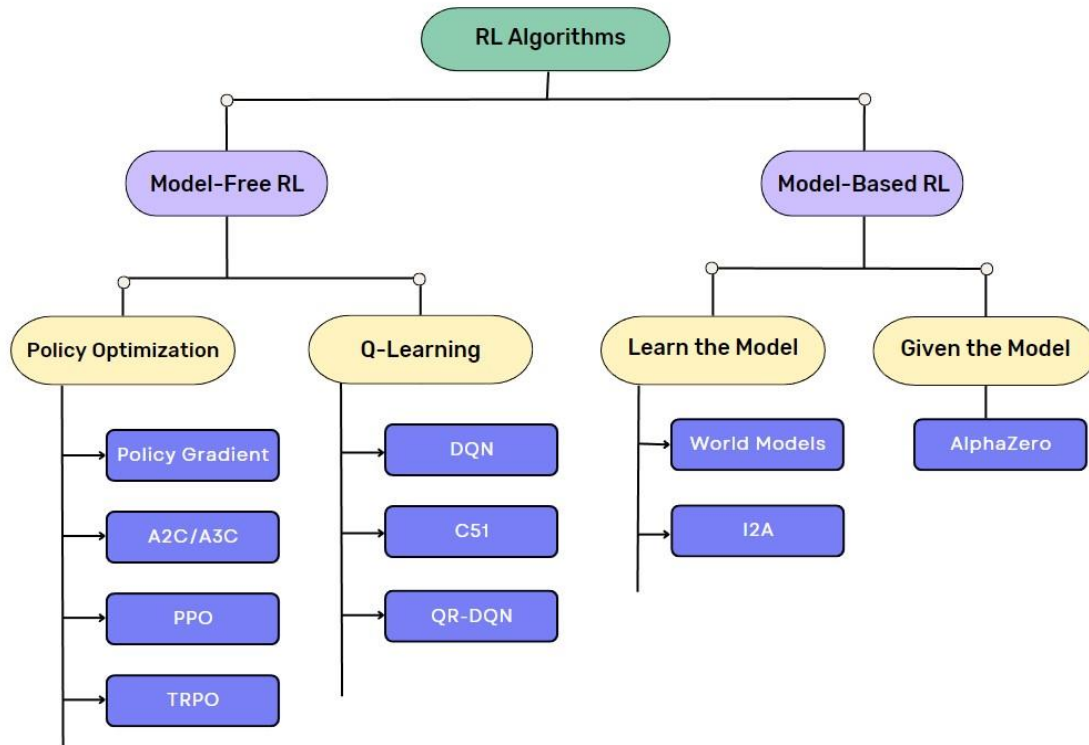 RL Algorithms
Model-Free RL
Model-Based RL
Policy Optimization
Q-Learning
Learn the Model
Given the Model
Policy Gradient
A2C/A3C
PPO
TRPO
DQN
C51
QR-DQN
World Models
I2A
AlphaZero